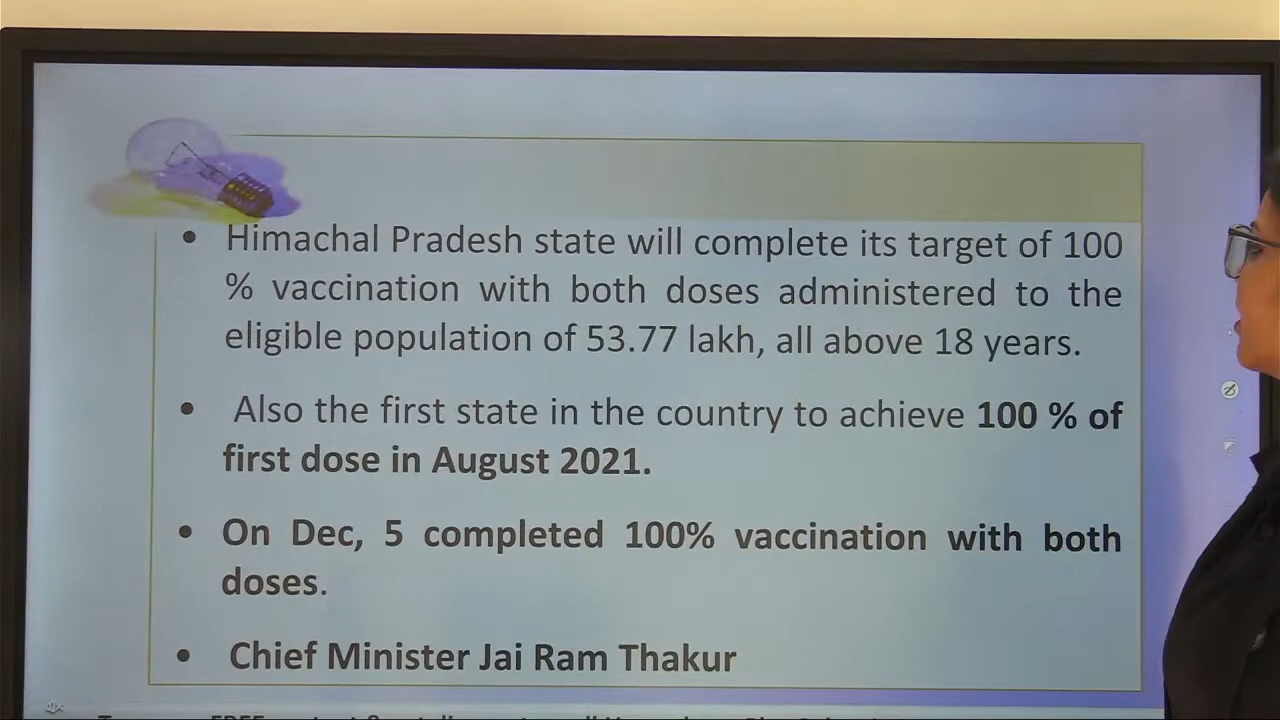 • Himachal Pradesh state will complete its target of 100
% vaccination with both doses administered to the
eligible population of 53.77 lakh, all above 18 years.
• Also the first state in the country to achieve 100 % of
first dose in August 2021.
• On Dec, 5 completed 100% vaccination with both
doses.
• Chief Minister Jai Ram Thakur